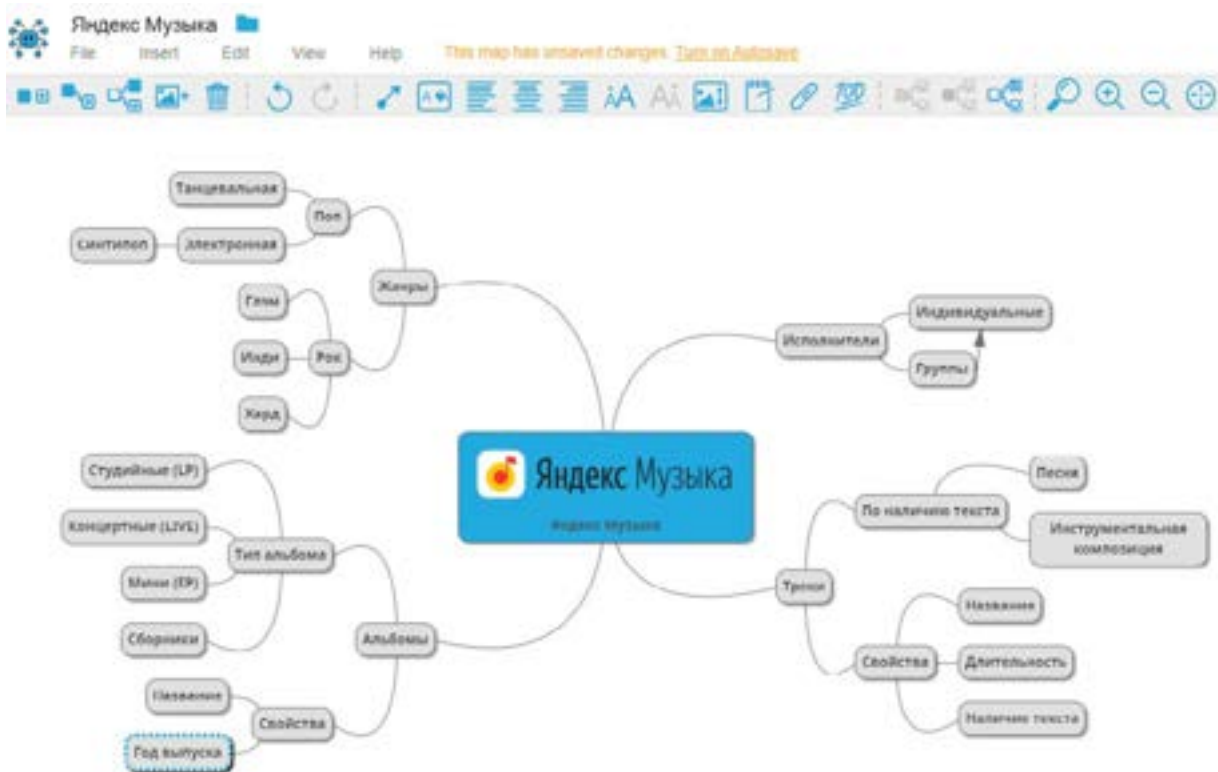 Яндекс Музыка
File Insert Edit View Help This map has unsaved changes. Turn on Autosave
Танцевальная
Поп
Синтипоп
Электронная
Жанры
Глэм
Инди
Рок
Хард
Индивидуальные
Исполнители
Группы
Яндекс Музыка
Яндекс Музыка
Студийные (LP)
Концертные (LIVE)
Тип альбома
Мини (EP)
Сборники
Альбомы
Название
Свойства
Год выпуска
Песня
По наличию текста
Инструментальная
композиция
Треки
Название
Свойства
Длительность
Наличие текста